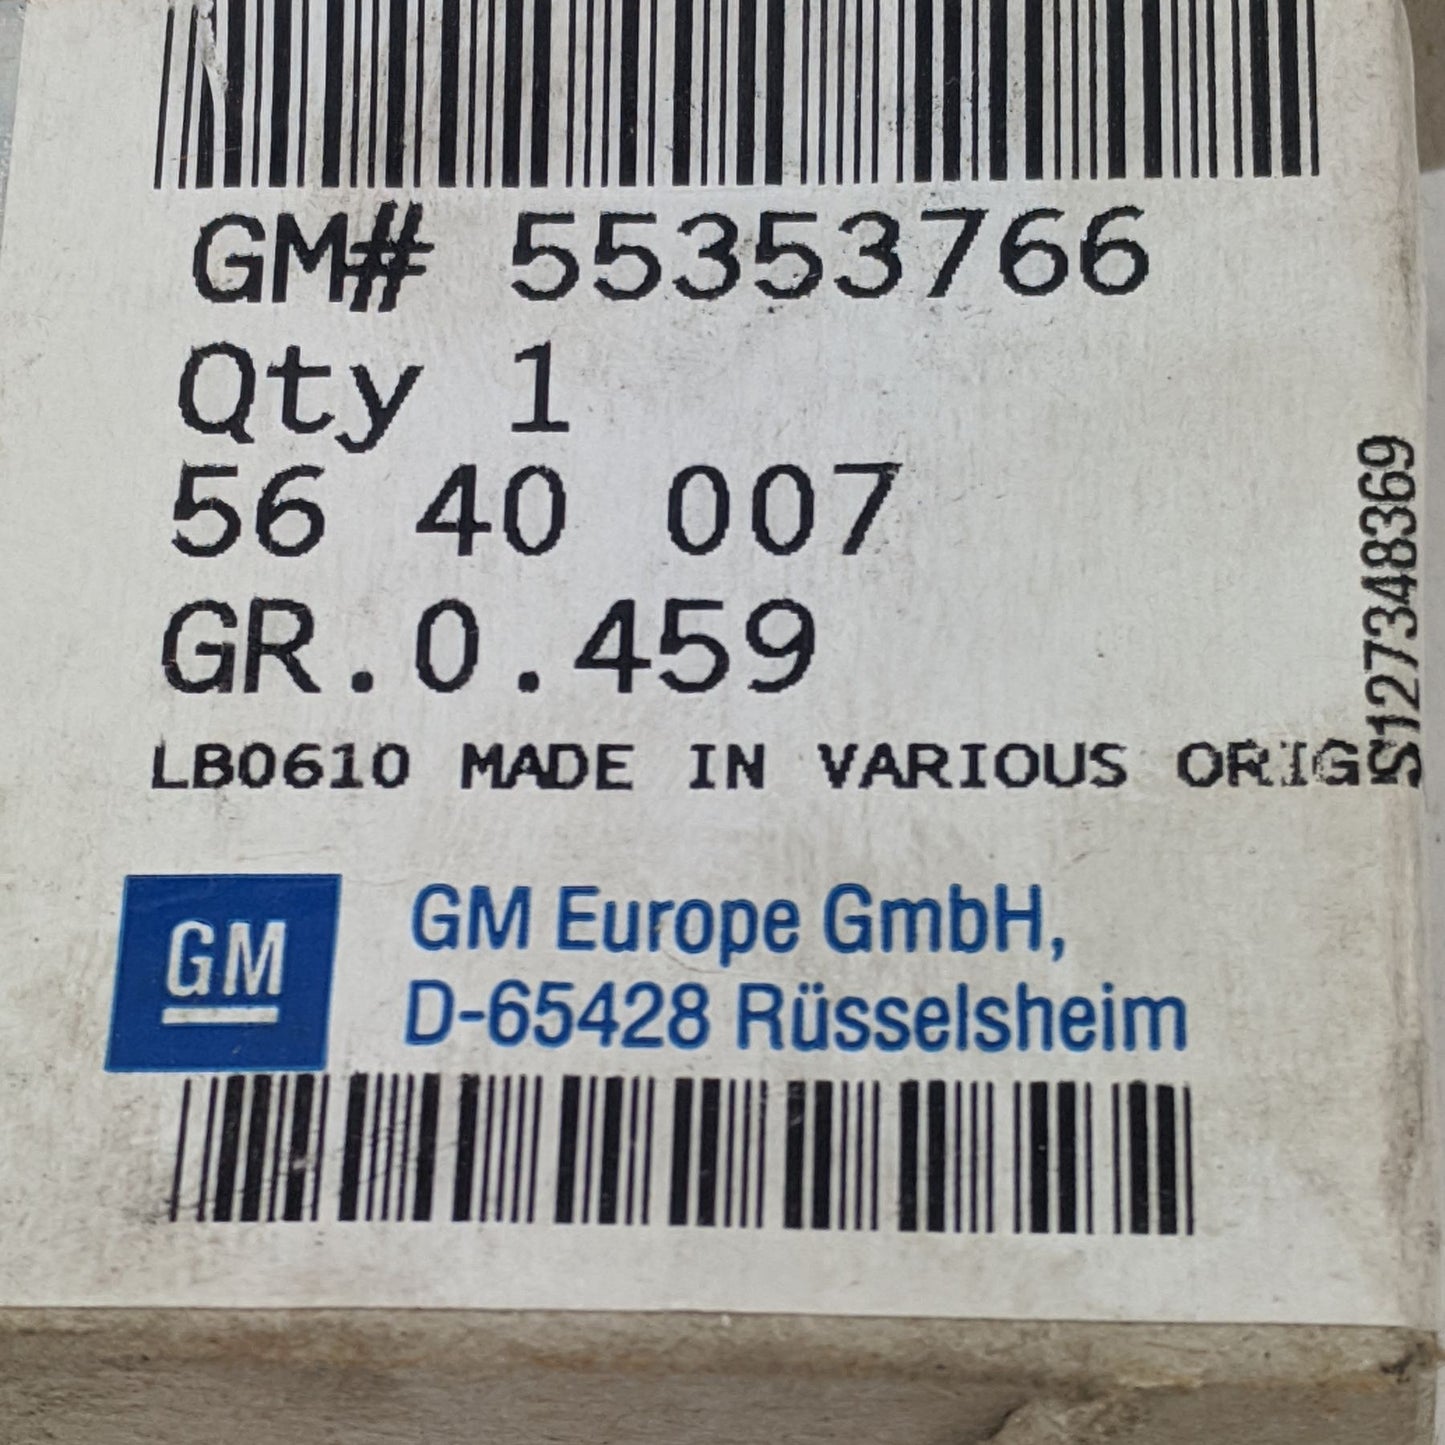 GM# 55353766
Qty 1
56 40 007
GR.0.459
LB0610 MADE IN VARIOUS ORIGS
S127348369
GM
GM Europe GmbH,
D-65428 Rüsselsheim